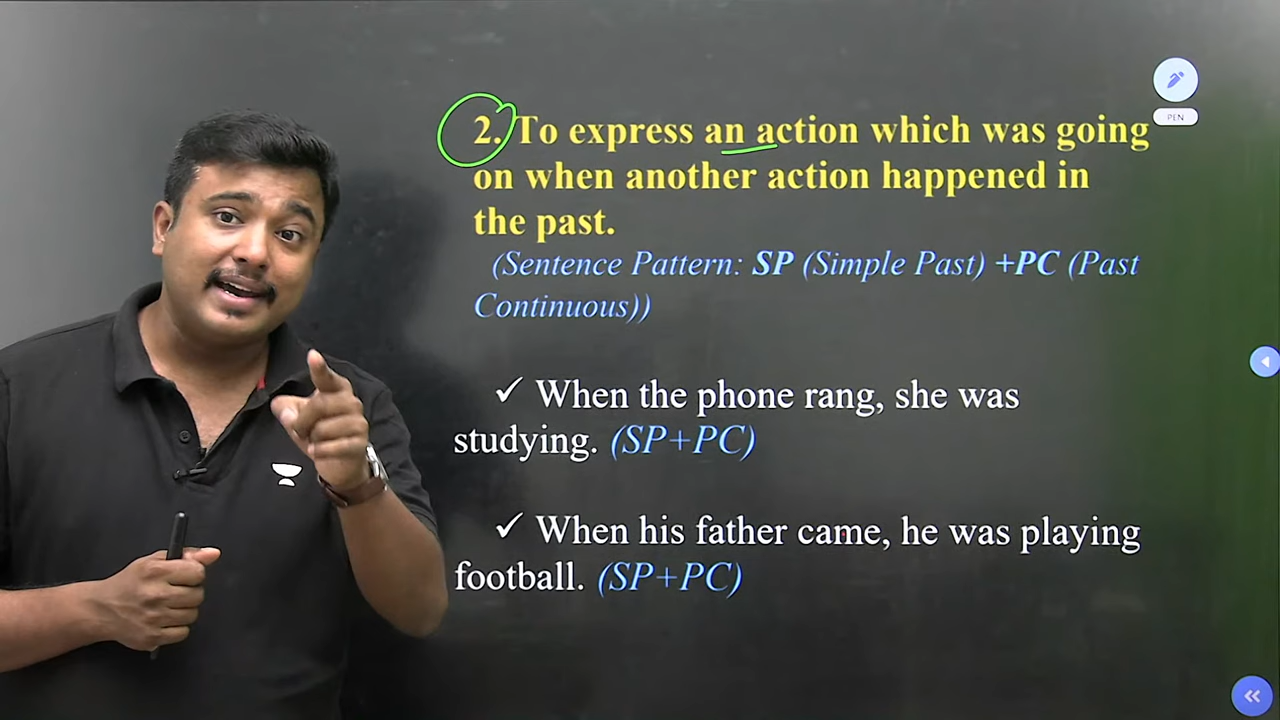 PEN
2. To express an action which was going
on when another action happened in
the past.
(Sentence Pattern: SP (Simple Past) +PC (Past
Continuous))
✓ When the phone rang, she was
studying. (SP+PC)
✓ When his father came, he was playing
football. (SP+PC)